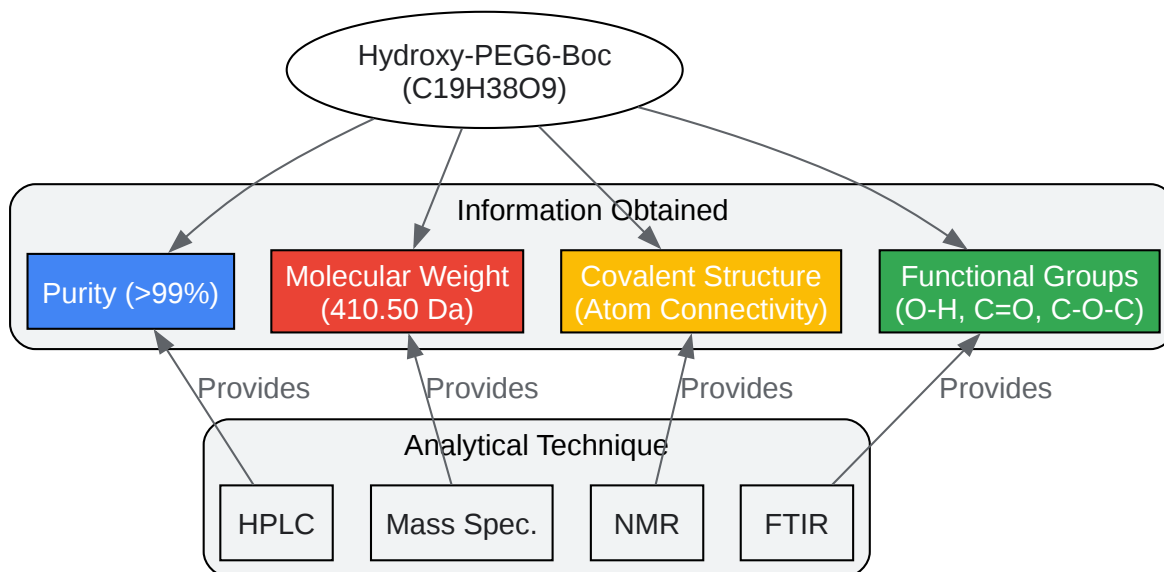 Hydroxy-PEG6-Boc
(C19H38O9)
Information Obtained
Purity (>99%)
Molecular Weight
(410.50 Da)
Covalent Structure
(Atom Connectivity)
Functional Groups
(O-H, C=O, C-O-C)
Provides
Provides
Provides
Provides
Analytical Technique
HPLC
Mass Spec.
NMR
FTIR